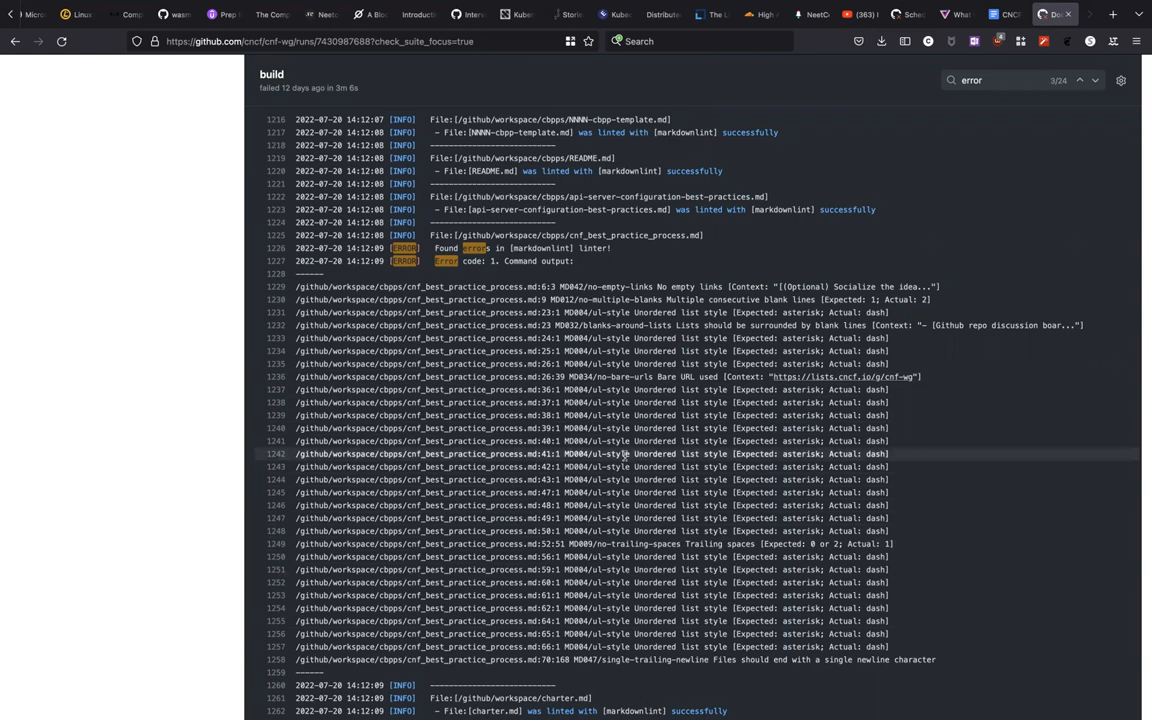 Micro
Linux
Comp
wasm
Prep
The Comp
Neetc
A Bloc
Introducti
Interv
Kuber
Storie
Kubec
Distributed
The Li
High A
NeetCo
(363) I
Sched
What
CNCF
Doc
https://github.com/cncf/cnf-wg/runs/7430987688?check_suite_focus=true
Search
4
build
failed 12 days ago in 3m 6s
error
3/24
1216 2022-07-20 14:12:07 [INFO] File:[/github/workspace/cbpps/NNNN-cbpp-template.md]
1217 2022-07-20 14:12:08 [INFO] - File:[NNNN-cbpp-template.md] was linted with [markdownlint] successfully
1218 2022-07-20 14:12:08 [INFO] ---------------------------
1219 2022-07-20 14:12:08 [INFO] File:[/github/workspace/cbpps/README.md]
1220 2022-07-20 14:12:08 [INFO] - File:[README.md] was linted with [markdownlint] successfully
1221 2022-07-20 14:12:08 [INFO] ---------------------------
1222 2022-07-20 14:12:08 [INFO] File:[/github/workspace/cbpps/api-server-configuration-best-practices.md]
1223 2022-07-20 14:12:08 [INFO] - File:[api-server-configuration-best-practices.md] was linted with [markdownlint] successfully
1224 2022-07-20 14:12:08 [INFO] ---------------------------
1225 2022-07-20 14:12:08 [INFO] File:[/github/workspace/cbpps/cnf_best_practice_process.md]
1226 2022-07-20 14:12:09 [ERROR] Found errors in [markdownlint] linter!
1227 2022-07-20 14:12:09 [ERROR] Error code: 1. Command output:
1228 ------
1229 /github/workspace/cbpps/cnf_best_practice_process.md:6:3 MD042/no-empty-links No empty links [Context: "[(Optional) Socialize the idea..."]
1230 /github/workspace/cbpps/cnf_best_practice_process.md:9 MD012/no-multiple-blanks Multiple consecutive blank lines [Expected: 1; Actual: 2]
1231 /github/workspace/cbpps/cnf_best_practice_process.md:23:1 MD004/ul-style Unordered list style [Expected: asterisk; Actual: dash]
1232 /github/workspace/cbpps/cnf_best_practice_process.md:23 MD032/blanks-around-lists Lists should be surrounded by blank lines [Context: "- [Github repo discussion boar..."]
1233 /github/workspace/cbpps/cnf_best_practice_process.md:24:1 MD004/ul-style Unordered list style [Expected: asterisk; Actual: dash]
1234 /github/workspace/cbpps/cnf_best_practice_process.md:25:1 MD004/ul-style Unordered list style [Expected: asterisk; Actual: dash]
1235 /github/workspace/cbpps/cnf_best_practice_process.md:26:1 MD004/ul-style Unordered list style [Expected: asterisk; Actual: dash]
1236 /github/workspace/cbpps/cnf_best_practice_process.md:26:39 MD034/no-bare-urls Bare URL used [Context: "https://lists.cncf.io/g/cnf-wg"]
1237 /github/workspace/cbpps/cnf_best_practice_process.md:36:1 MD004/ul-style Unordered list style [Expected: asterisk; Actual: dash]
1238 /github/workspace/cbpps/cnf_best_practice_process.md:37:1 MD004/ul-style Unordered list style [Expected: asterisk; Actual: dash]
1239 /github/workspace/cbpps/cnf_best_practice_process.md:38:1 MD004/ul-style Unordered list style [Expected: asterisk; Actual: dash]
1240 /github/workspace/cbpps/cnf_best_practice_process.md:39:1 MD004/ul-style Unordered list style [Expected: asterisk; Actual: dash]
1241 /github/workspace/cbpps/cnf_best_practice_process.md:40:1 MD004/ul-style Unordered list style [Expected: asterisk; Actual: dash]
1242 /github/workspace/cbpps/cnf_best_practice_process.md:41:1 MD004/ul-style Unordered list style [Expected: asterisk; Actual: dash]
1243 /github/workspace/cbpps/cnf_best_practice_process.md:42:1 MD004/ul-style Unordered list style [Expected: asterisk; Actual: dash]
1244 /github/workspace/cbpps/cnf_best_practice_process.md:43:1 MD004/ul-style Unordered list style [Expected: asterisk; Actual: dash]
1245 /github/workspace/cbpps/cnf_best_practice_process.md:47:1 MD004/ul-style Unordered list style [Expected: asterisk; Actual: dash]
1246 /github/workspace/cbpps/cnf_best_practice_process.md:48:1 MD004/ul-style Unordered list style [Expected: asterisk; Actual: dash]
1247 /github/workspace/cbpps/cnf_best_practice_process.md:49:1 MD004/ul-style Unordered list style [Expected: asterisk; Actual: dash]
1248 /github/workspace/cbpps/cnf_best_practice_process.md:50:1 MD004/ul-style Unordered list style [Expected: asterisk; Actual: dash]
1249 /github/workspace/cbpps/cnf_best_practice_process.md:52:51 MD009/no-trailing-spaces Trailing spaces [Expected: 0 or 2; Actual: 1]
1250 /github/workspace/cbpps/cnf_best_practice_process.md:56:1 MD004/ul-style Unordered list style [Expected: asterisk; Actual: dash]
1251 /github/workspace/cbpps/cnf_best_practice_process.md:59:1 MD004/ul-style Unordered list style [Expected: asterisk; Actual: dash]
1252 /github/workspace/cbpps/cnf_best_practice_process.md:60:1 MD004/ul-style Unordered list style [Expected: asterisk; Actual: dash]
1253 /github/workspace/cbpps/cnf_best_practice_process.md:61:1 MD004/ul-style Unordered list style [Expected: asterisk; Actual: dash]
1254 /github/workspace/cbpps/cnf_best_practice_process.md:62:1 MD004/ul-style Unordered list style [Expected: asterisk; Actual: dash]
1255 /github/workspace/cbpps/cnf_best_practice_process.md:64:1 MD004/ul-style Unordered list style [Expected: asterisk; Actual: dash]
1256 /github/workspace/cbpps/cnf_best_practice_process.md:65:1 MD004/ul-style Unordered list style [Expected: asterisk; Actual: dash]
1257 /github/workspace/cbpps/cnf_best_practice_process.md:66:1 MD004/ul-style Unordered list style [Expected: asterisk; Actual: dash]
1258 /github/workspace/cbpps/cnf_best_practice_process.md:70:168 MD047/single-trailing-newline Files should end with a single newline character
1259 ------
1260 2022-07-20 14:12:09 [INFO] ---------------------------
1261 2022-07-20 14:12:09 [INFO] File:[/github/workspace/charter.md]
1262 2022-07-20 14:12:09 [INFO] - File:[charter.md] was linted with [markdownlint] successfully